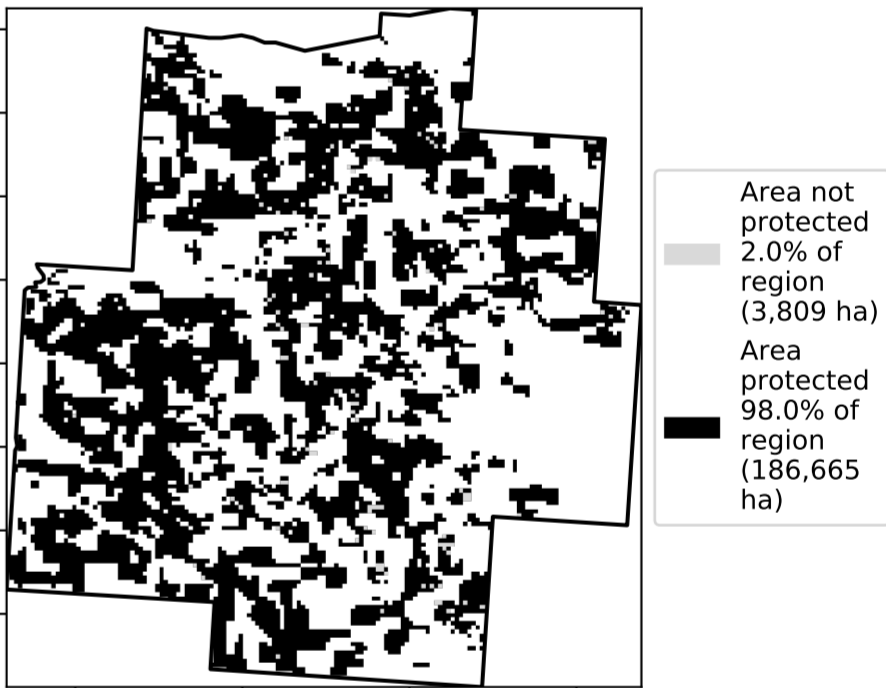 Area not
protected
2.0% of
region
(3,809 ha)
Area
protected
98.0% of
region
(186,665
ha)